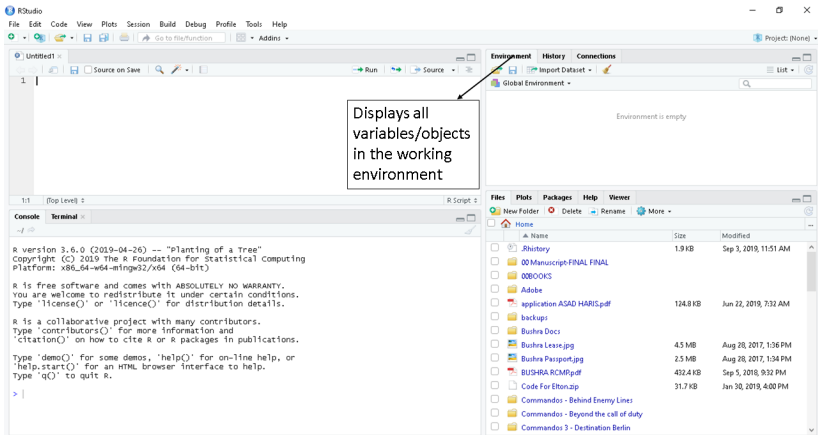 RStudio
File Edit Code View Plots Session Build Debug Profile Tools Help
Go to file/function Addins Project: (None)
Untitled1
Source on Save Run Source
1
1:1 (Top Level) R Script
Console Terminal
~/
R version 3.6.0 (2019-04-26) -- "Planting of a Tree"
Copyright (C) 2019 The R Foundation for Statistical Computing
Platform: x86_64-w64-mingw32/x64 (64-bit)
R is free software and comes with ABSOLUTELY NO WARRANTY.
You are welcome to redistribute it under certain conditions.
Type 'license()' or 'licence()' for distribution details.
R is a collaborative project with many contributors.
Type 'contributors()' for more information and
'citation()' on how to cite R or R packages in publications.
Type 'demo()' for some demos, 'help()' for on-line help, or
'help.start()' for an HTML browser interface to help.
Type 'q()' to quit R.
>
Displays all
variables/objects
in the working
environment
Environment History Connections
Import Dataset List
Global Environment
Environment is empty
Files Plots Packages Help Viewer
New Folder Delete Rename More
Home ...
Name Size Modified
.Rhistory 1.9 KB Sep 3, 2019, 11:51 AM
00 Manuscript-FINAL FINAL
00BOOKS
Adobe
application ASAD HARIS.pdf 124.8 KB Jun 22, 2019, 7:32 AM
backups
Bushra Docs
Bushra Lease.jpg 4.5 MB Aug 28, 2017, 1:36 PM
Bushra Passport.jpg 2.5 MB Aug 28, 2017, 1:34 PM
BUSHRA RCMP.pdf 432.4 KB Sep 5, 2018, 9:32 PM
Code For Elton.zip 31.7 KB Jan 30, 2019, 4:00 PM
Commandos - Behind Enemy Lines
Commandos - Beyond the call of duty
Commandos 3 - Destination Berlin